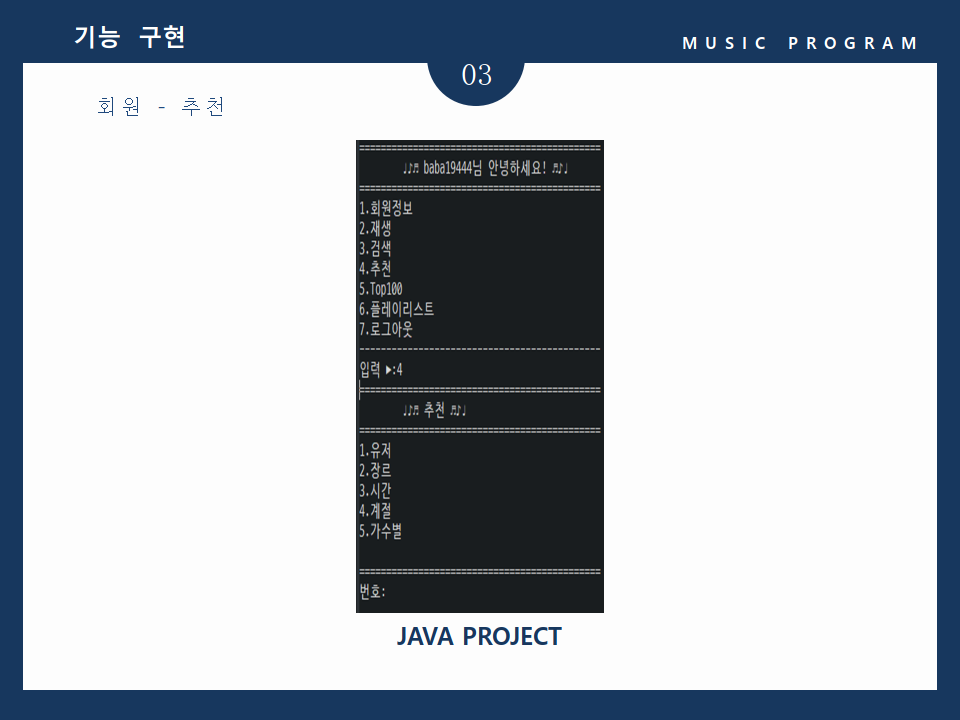 기능 구현
MUSIC PROGRAM
03
회원 - 추천
=============================================
♩♪♬ baba19444님 안녕하세요! ♬♪♩
=============================================
1.회원정보
2.재생
3.검색
4.추천
5.Top100
6.플레이리스트
7.로그아웃
---------------------------------------------
입력 ▶:4
=============================================
♩♪♬ 추천 ♬♪♩
=============================================
1.유저
2.장르
3.시간
4.계절
5.가수별
=============================================
번호:
JAVA PROJECT